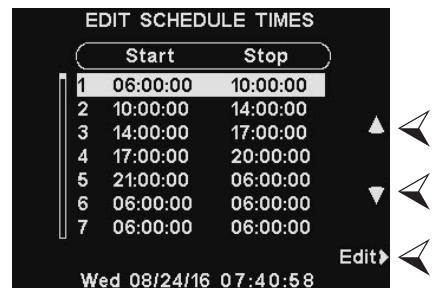 EDIT SCHEDULE TIMES
Start Stop
1 06:00:00 10:00:00
2 10:00:00 14:00:00
3 14:00:00 17:00:00
4 17:00:00 20:00:00
5 21:00:00 06:00:00
6 06:00:00 06:00:00
7 06:00:00 06:00:00
Edit
Wed 08/24/16 07:40:58